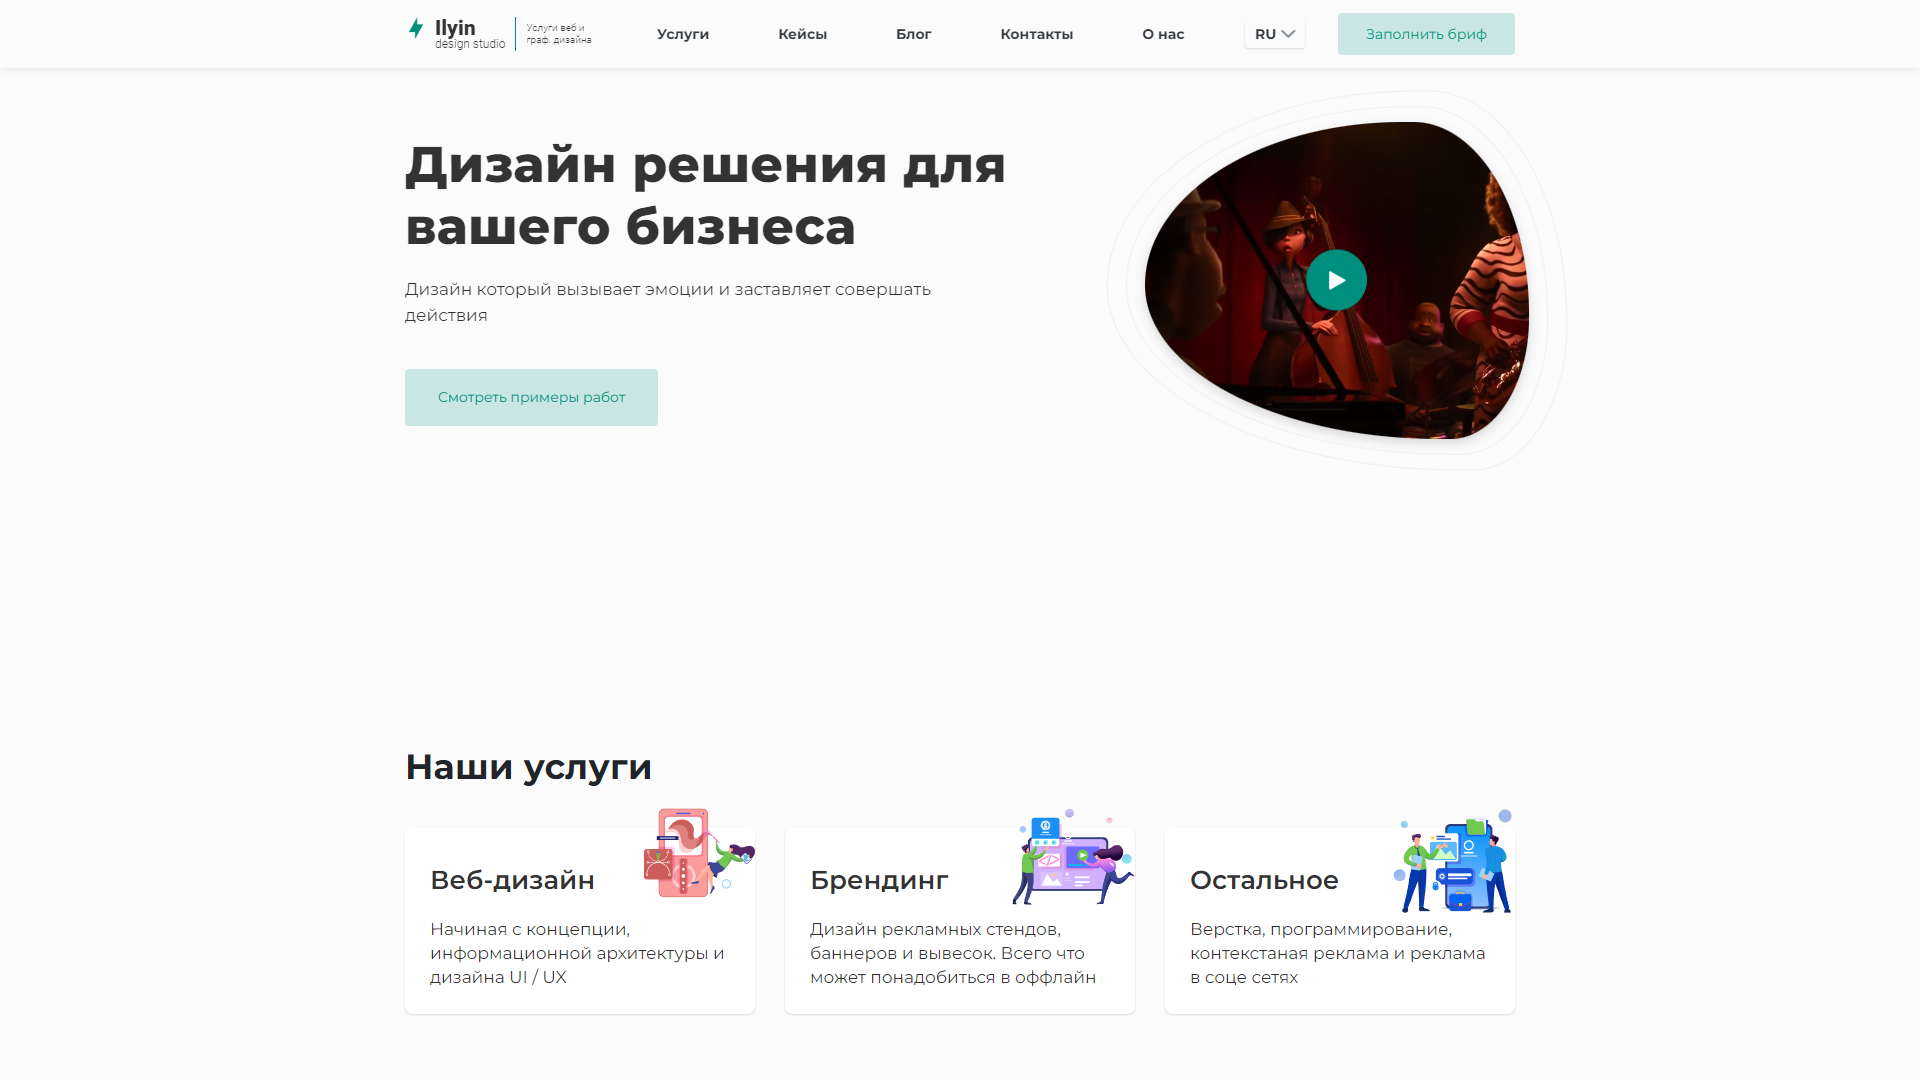 Ilyin
design studio
Услуги веб и
граф. дизайна
Услуги
Кейсы
Блог
Контакты
О нас
RU
Заполнить бриф
Дизайн решения для
вашего бизнеса
Дизайн который вызывает эмоции и заставляет совершать
действия
Смотреть примеры работ
Наши услуги
Веб-дизайн
Начиная с концепции,
информационной архитектуры и
дизайна UI / UX
Брендинг
Дизайн рекламных стендов,
баннеров и вывесок. Всего что
может понадобиться в оффлайн
Остальное
Верстка, программирование,
контекстаная реклама и реклама
в соце сетях